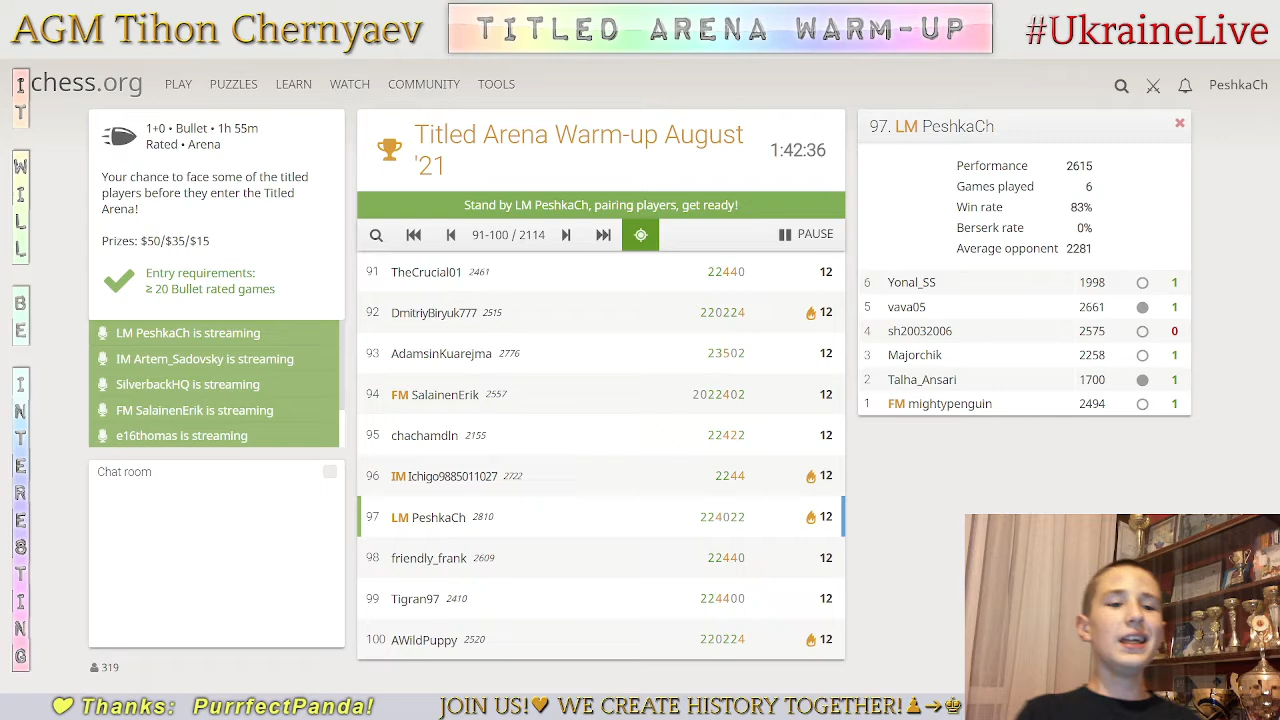 AGM Tihon Chernyaev
TITLED ARENA WARM-UP
#UkraineLive
IT WILL BE INTERESTING
chess.org
PLAY PUZZLES LEARN WATCH COMMUNITY TOOLS
PeshkaCh
1+0 • Bullet • 1h 55m
Rated • Arena
Your chance to face some of the titled
players before they enter the Titled
Arena!
Prizes: $50/$35/$15
Entry requirements:
≥ 20 Bullet rated games
LM PeshkaCh is streaming
IM Artem_Sadovsky is streaming
SilverbackHQ is streaming
FM SalainenErik is streaming
e16thomas is streaming
Chat room
319
Titled Arena Warm-up August
'21
1:42:36
Stand by LM PeshkaCh, pairing players, get ready!
91-100 / 2114
PAUSE
91 TheCrucial01 2461 22440 12
92 DmitriyBiryuk777 2515 220224 12
93 AdamsinKuarejma 2776 23502 12
94 FM SalainenErik 2557 2022402 12
95 chachamdln 2155 22422 12
96 IM Ichigo9885011027 2722 2244 12
97 LM PeshkaCh 2810 224022 12
98 friendly_frank 2609 22440 12
99 Tigran97 2410 224400 12
100 AWildPuppy 2520 220224 12
97. LM PeshkaCh
Performance 2615
Games played 6
Win rate 83%
Berserk rate 0%
Average opponent 2281
6 Yonal_SS 1998 1
5 vava05 2661 1
4 sh20032006 2575 0
3 Majorchik 2258 1
2 Talha_Ansari 1700 1
1 FM mightypenguin 2494 1
Thanks: PurrfectPanda!
JOIN US! WE CREATE HISTORY TOGETHER!